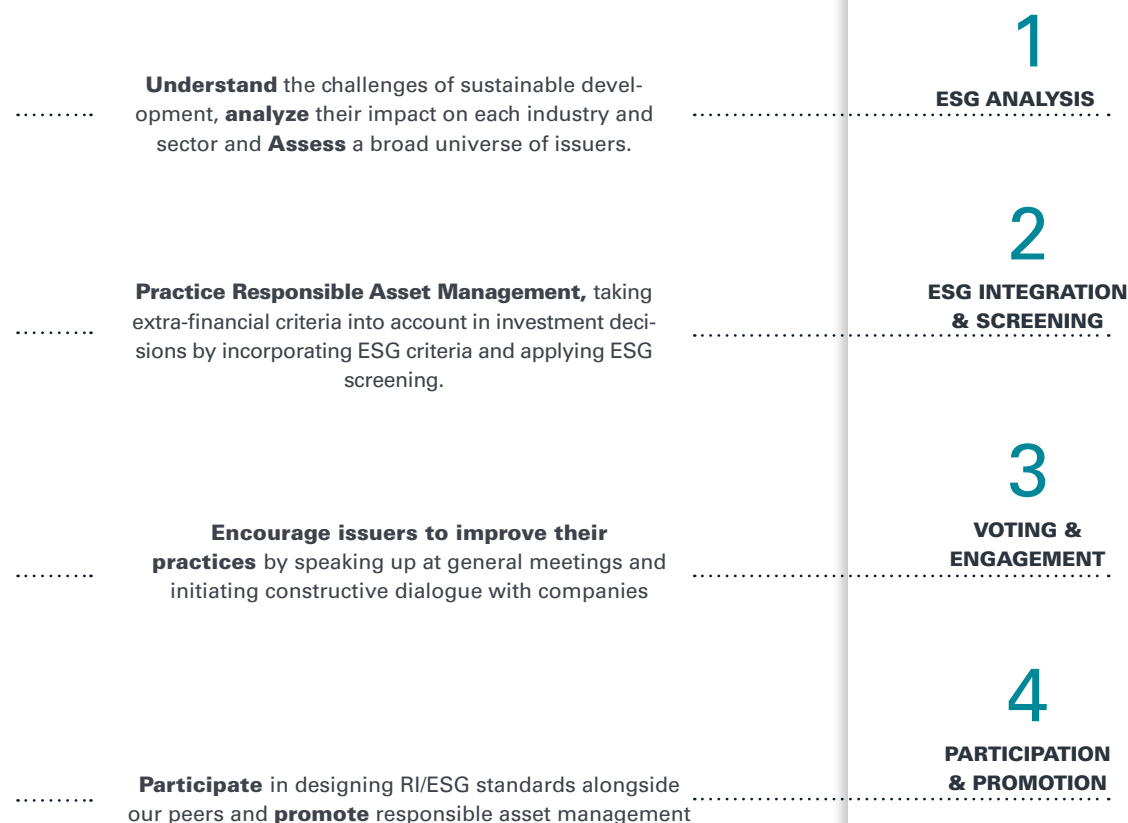 Understand the challenges of sustainable devel-
opment, analyze their impact on each industry and
sector and Assess a broad universe of issuers.
1
ESG ANALYSIS
Practice Responsible Asset Management, taking
extra-financial criteria into account in investment deci-
sions by incorporating ESG criteria and applying ESG
screening.
2
ESG INTEGRATION
& SCREENING
Encourage issuers to improve their
practices by speaking up at general meetings and
initiating constructive dialogue with companies
3
VOTING &
ENGAGEMENT
Participate in designing RI/ESG standards alongside
our peers and promote responsible asset management
4
PARTICIPATION
& PROMOTION